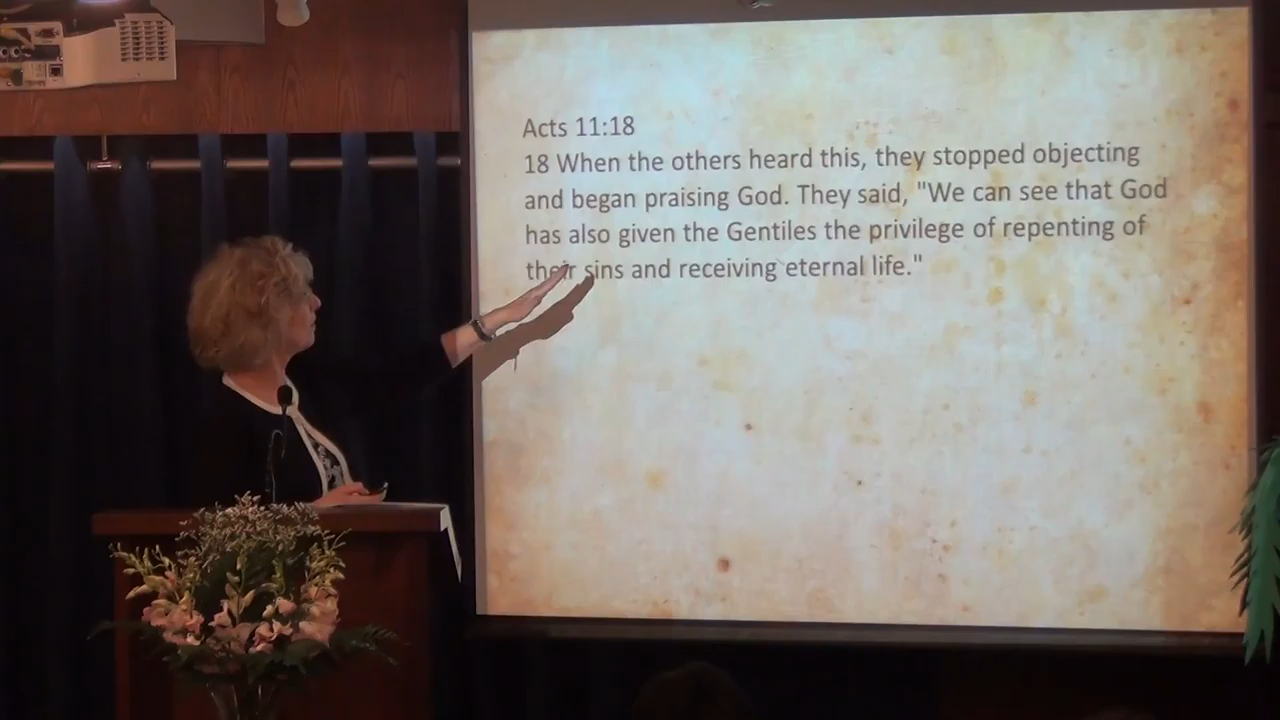 Acts 11:18
18 When the others heard this, they stopped objecting
and began praising God. They said, "We can see that God
has also given the Gentiles the privilege of repenting of
their sins and receiving eternal life."